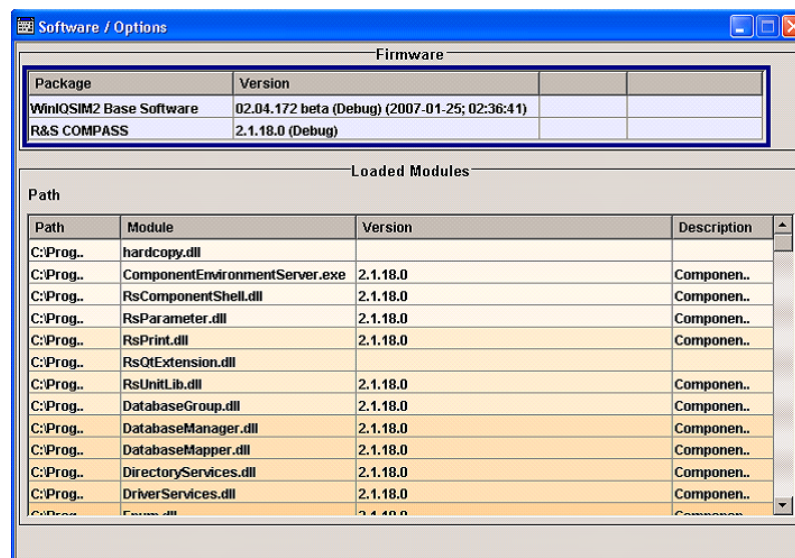 Software / Options
Firmware
Package Version
WinIQSIM2 Base Software 02.04.172 beta (Debug) (2007-01-25; 02:36:41)
R&S COMPASS 2.1.18.0 (Debug)
Loaded Modules
Path
Path Module Version Description
C:\Prog.. hardcopy.dll
C:\Prog.. ComponentEnvironmentServer.exe 2.1.18.0 Componen..
C:\Prog.. RsComponentShell.dll 2.1.18.0 Componen..
C:\Prog.. RsParameter.dll 2.1.18.0 Componen..
C:\Prog.. RsPrint.dll 2.1.18.0 Componen..
C:\Prog.. RsQtExtension.dll
C:\Prog.. RsUnitLib.dll 2.1.18.0 Componen..
C:\Prog.. DatabaseGroup.dll 2.1.18.0 Componen..
C:\Prog.. DatabaseManager.dll 2.1.18.0 Componen..
C:\Prog.. DatabaseMapper.dll 2.1.18.0 Componen..
C:\Prog.. DirectoryServices.dll 2.1.18.0 Componen..
C:\Prog.. DriverServices.dll 2.1.18.0 Componen..